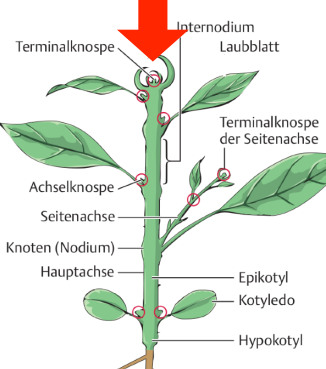 Internodium
Terminalknospe
Laubblatt
Terminalknospe
der Seitenachse
Achselknospe
Seitenachse
Knoten (Nodium)
Hauptachse
Epikotyl
Kotyledo
Hypokotyl